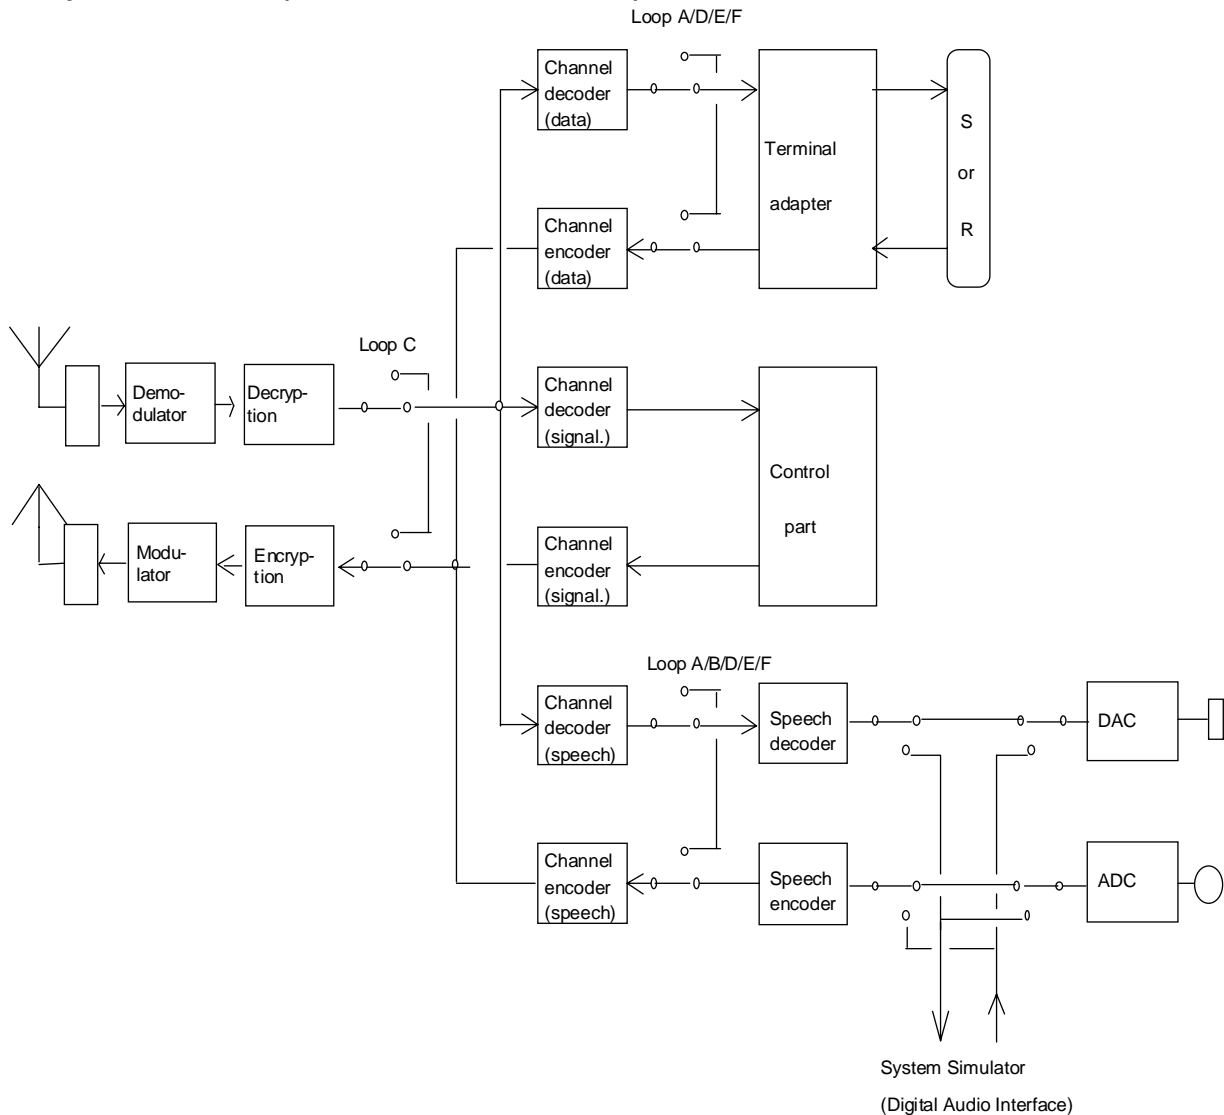 Loop A/D/E/F
Channel
decoder
(data)
Terminal
adapter
S
or
R
Channel
encoder
(data)
Loop C
Demo-
dulator
Decryp-
tion
Channel
decoder
(signal.)
Control
part
Modu-
lator
Encryp-
tion
Channel
encoder
(signal.)
Loop A/B/D/E/F
Channel
decoder
(speech)
Speech
decoder
DAC
Channel
encoder
(speech)
Speech
encoder
ADC
System Simulator
(Digital Audio Interface)